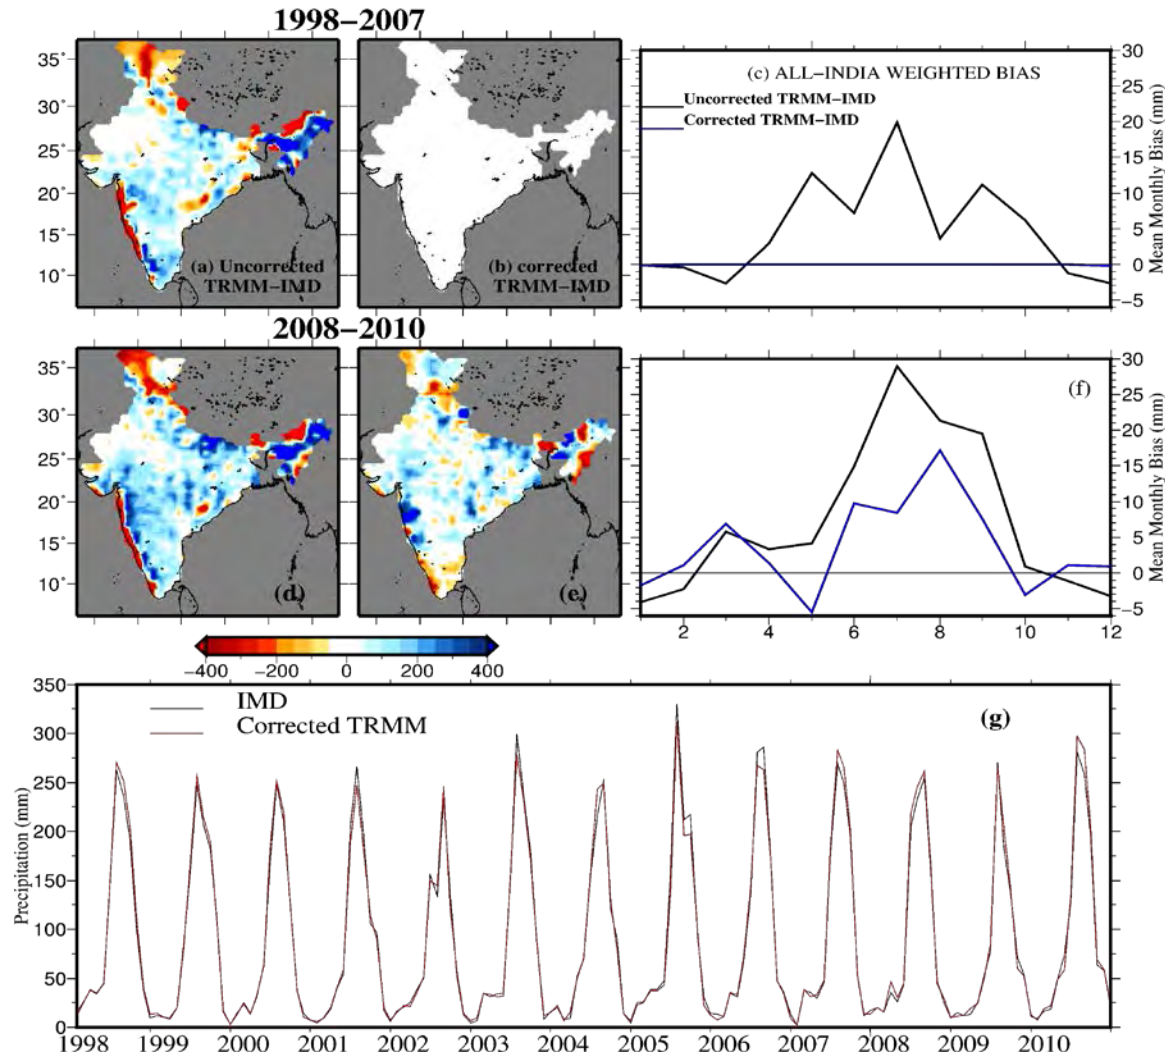 1998−2007
35°
30°
25°
20°
15°
10°
(a) Uncorrected
TRMM−IMD
(b) corrected
TRMM−IMD
(c) ALL−INDIA WEIGHTED BIAS
Uncorrected TRMM−IMD
Corrected TRMM−IMD
30
25
20
15
10
5
0
−5
Mean Monthly Bias (mm)
2008−2010
35°
30°
25°
20°
15°
10°
(d)
(e)
(f)
30
25
20
15
10
5
0
−5
Mean Monthly Bias (mm)
2 4 6 8 10 12
−400 −200 0 200 400
350
300
250
200
150
100
50
0
Precipitation (mm)
IMD
Corrected TRMM
(g)
1998 1999 2000 2001 2002 2003 2004 2005 2006 2007 2008 2009 2010